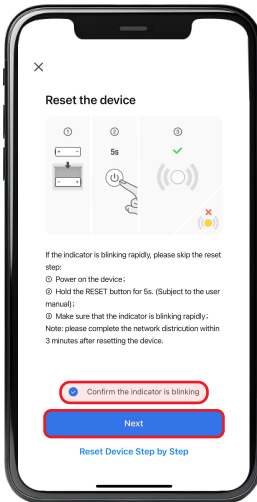 Reset the device
① ② ③
5s
If the indicator is blinking rapidly, please skip the reset
step:
① Power on the device;
② Hold the RESET button for 5s. (Subject to the user
manual);
③ Make sure that the indicator is blinking rapidly;
Note: please complete the network districution within
3 minutes after resetting the device.
Confirm the indicator is blinking
Next
Reset Device Step by Step